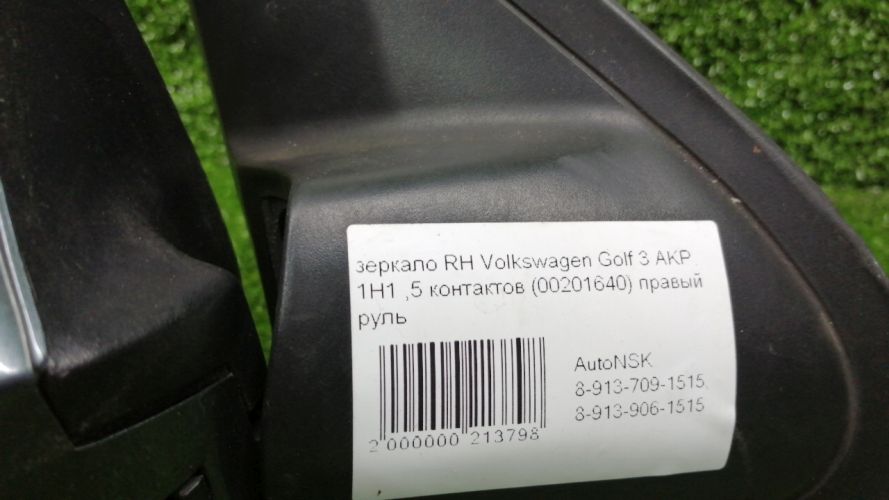 зеркало RH Volkswagen Golf 3 AKP
1H1 ,5 контактов (00201640) правый
руль
AutoNSK
8-913-709-1515
8-913-906-1515
2 000000 213798